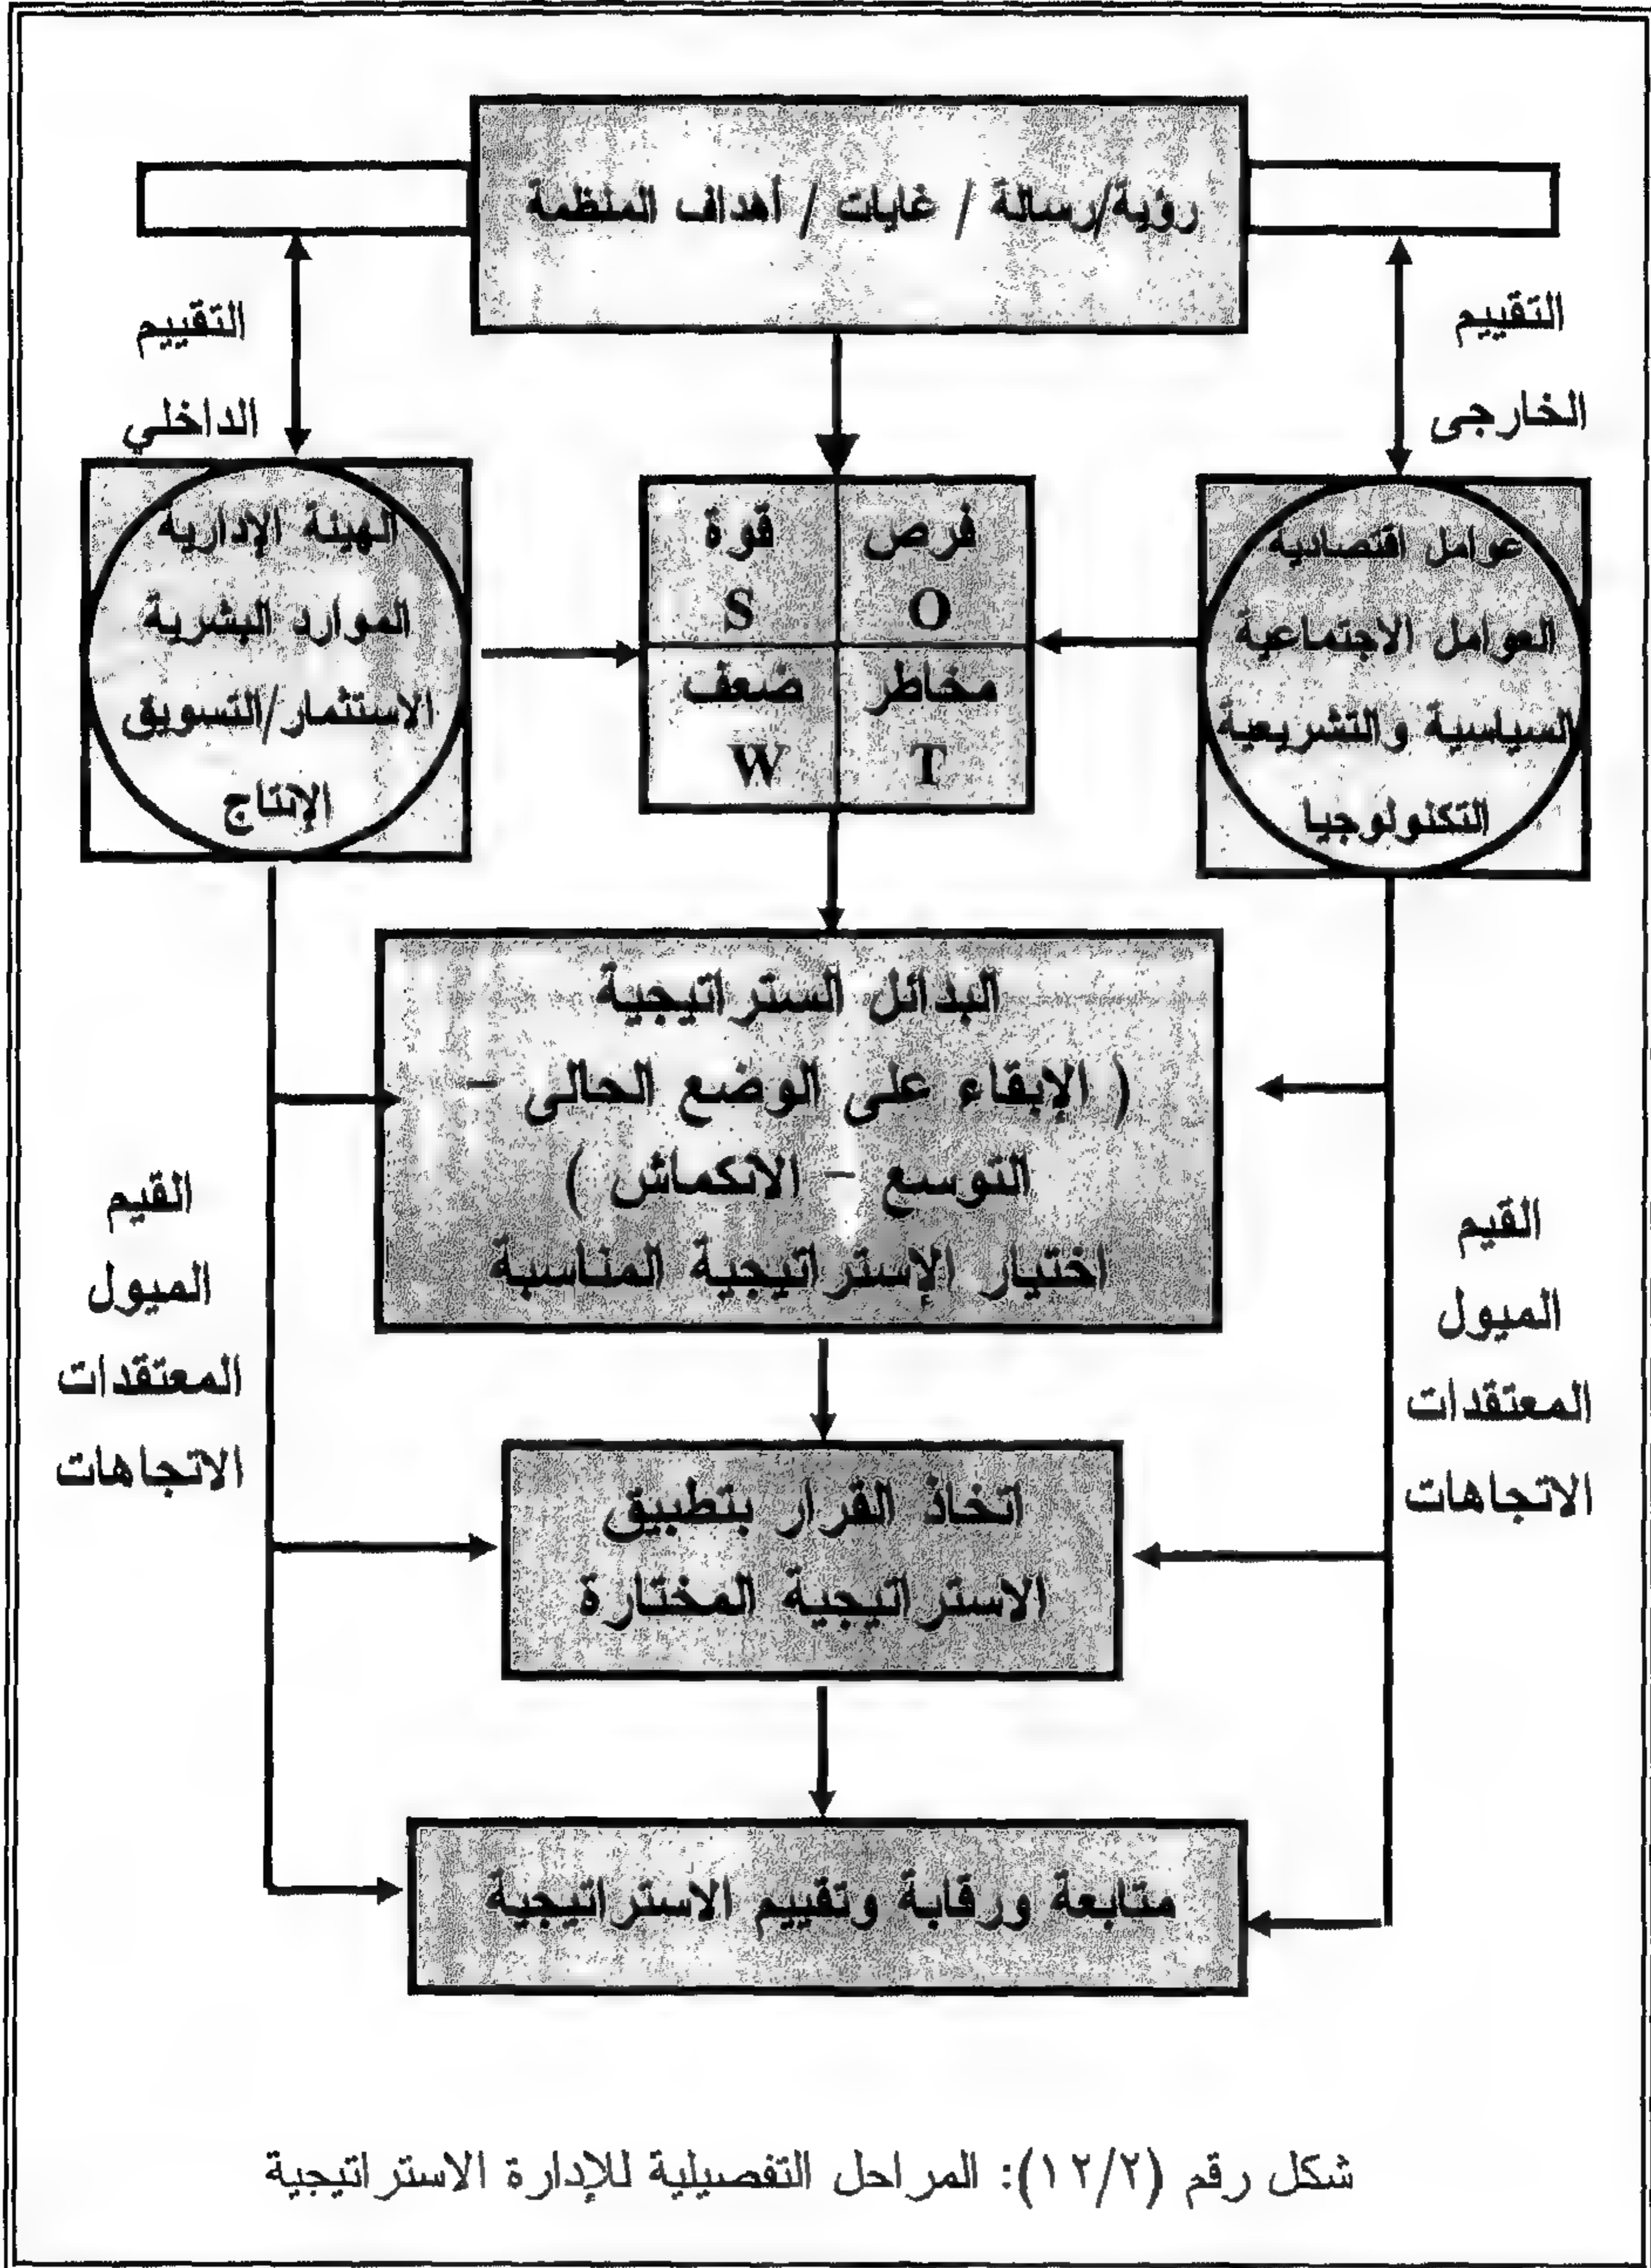 رؤية/رسالة / غايات / أهداف المنظمة
التقييم
الخارجى
التقييم
الداخلي
عوامل اقتصادية
العوامل الاجتماعية
السياسية والتشريعية
التكنولوجيا
فرص
O
قوة
S
مخاطر
T
ضعف
W
الهيئة الإدارية
الموارد البشرية
الاستثمار/التسويق
الإنتاج
البدائل الستراتيجية
( الإبقاء على الوضع الحالى –
التوسع – الانكماش )
اختيار الإستراتيجية المناسبة
القيم
الميول
المعتقدات
الاتجاهات
القيم
الميول
المعتقدات
الاتجاهات
اتخاذ القرار بتطبيق
الاستراتيجية المختارة
متابعة ورقابة وتقييم الاستراتيجية
شكل رقم (١٢/٢): المراحل التفصيلية للإدارة الاستراتيجية